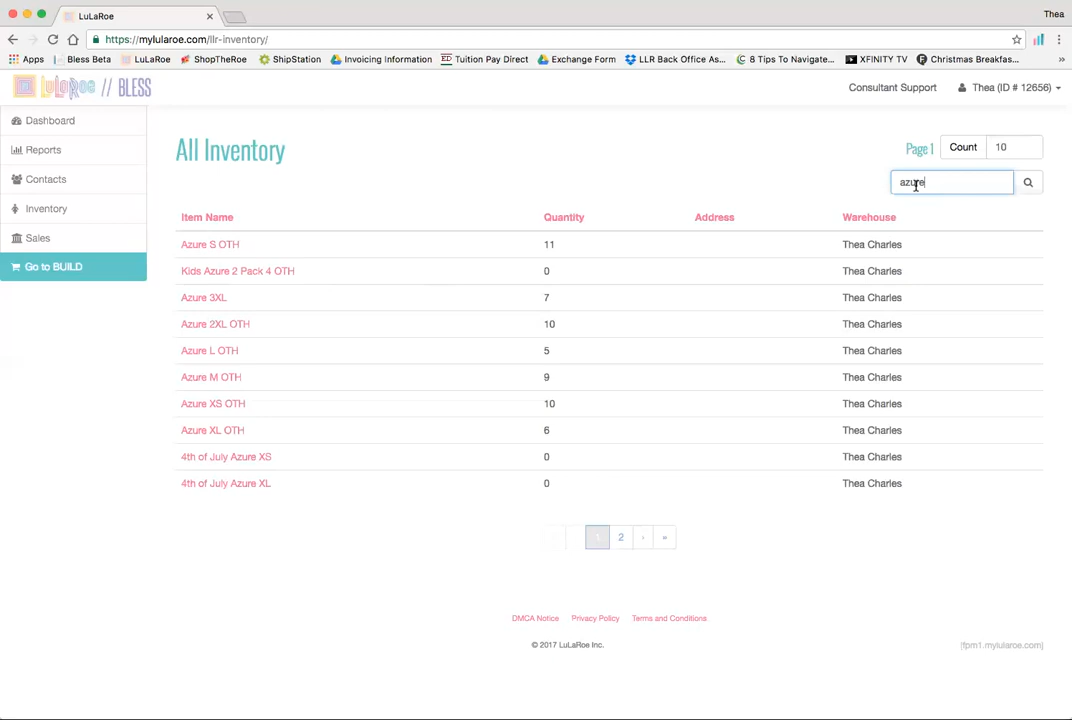 LuLaRoe
Thea
https://mylularoe.com/llr-inventory/
Apps Bless Beta LuLaRoe ShopTheRoe ShipStation Invoicing Information ED Tuition Pay Direct Exchange Form LLR Back Office As... 8 Tips To Navigate... XFINITY TV Christmas Breakfas... »
LuLaRoe // BLESS
Consultant Support Thea (ID # 12656)
Dashboard
Reports
Contacts
Inventory
Sales
Go to BUILD
All Inventory
Page 1 Count 10
azure
Item Name Quantity Address Warehouse
Azure S OTH 11 Thea Charles
Kids Azure 2 Pack 4 OTH 0 Thea Charles
Azure 3XL 7 Thea Charles
Azure 2XL OTH 10 Thea Charles
Azure L OTH 5 Thea Charles
Azure M OTH 9 Thea Charles
Azure XS OTH 10 Thea Charles
Azure XL OTH 6 Thea Charles
4th of July Azure XS 0 Thea Charles
4th of July Azure XL 0 Thea Charles
1 2 › »
DMCA Notice Privacy Policy Terms and Conditions
© 2017 LuLaRoe Inc.
[fpm1.mylularoe.com]